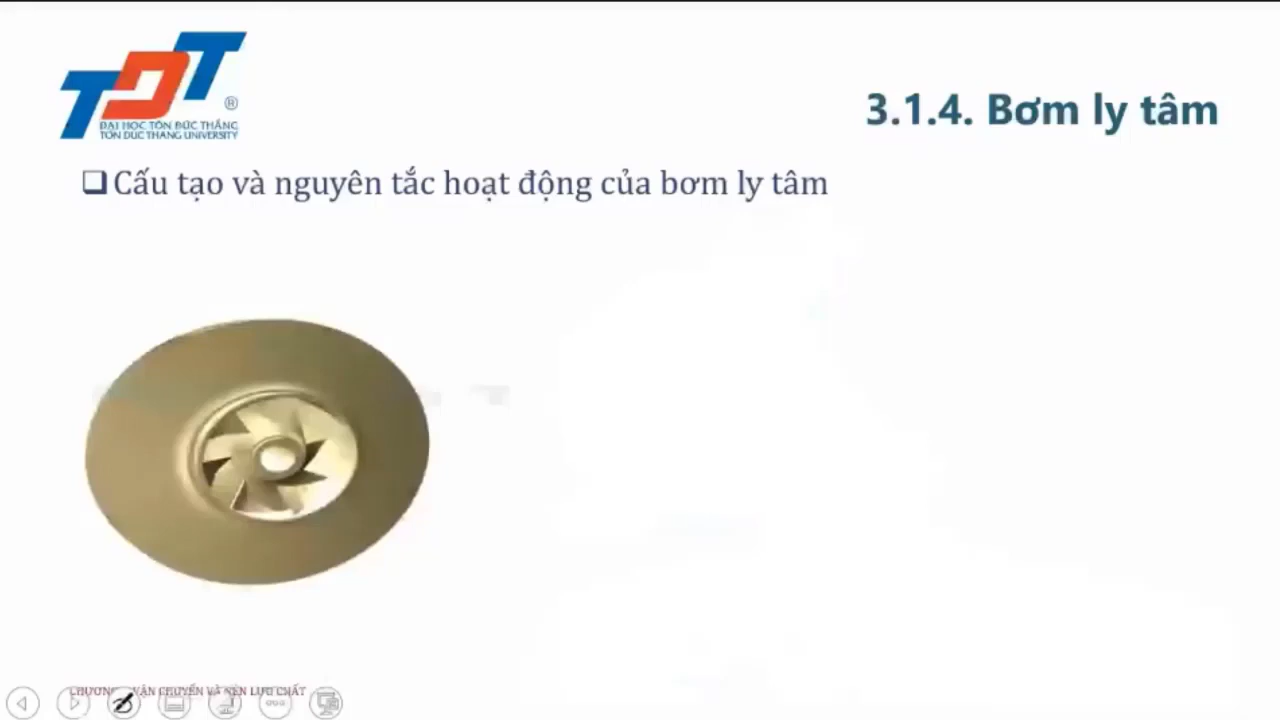 TDT
®
ĐẠI HỌC TÔN ĐỨC THẮNG
TON DUC THANG UNIVERSITY
3.1.4. Bơm ly tâm
Cấu tạo và nguyên tắc hoạt động của bơm ly tâm
VẬN CHUYỂN VÀ NÉN LƯU CHẤT